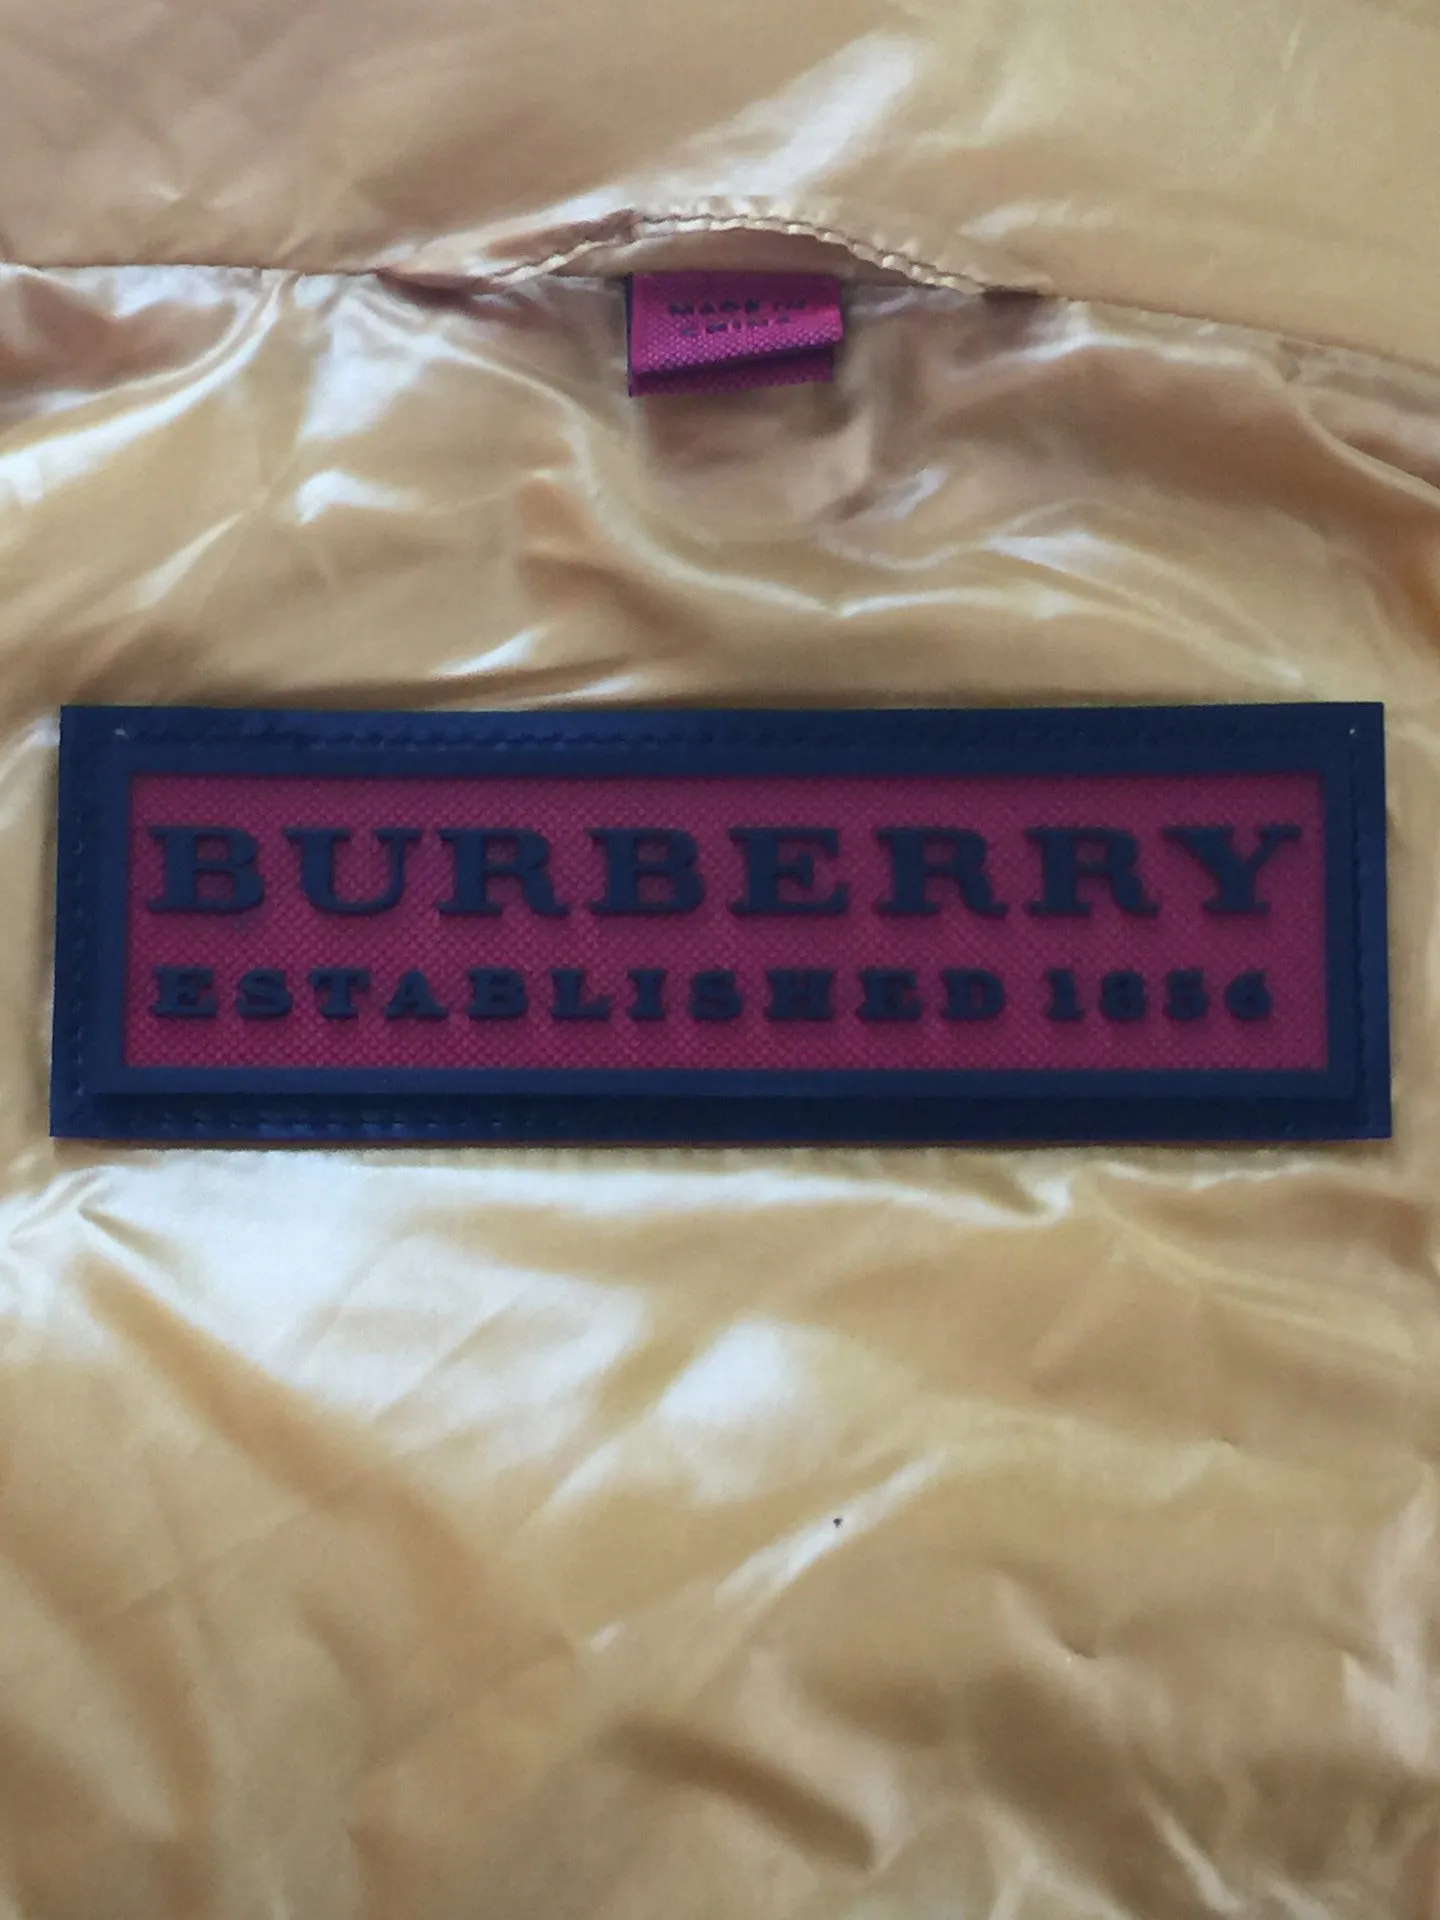 MADE IN
CHINA
BURBERRY
ESTABLISHED 1856